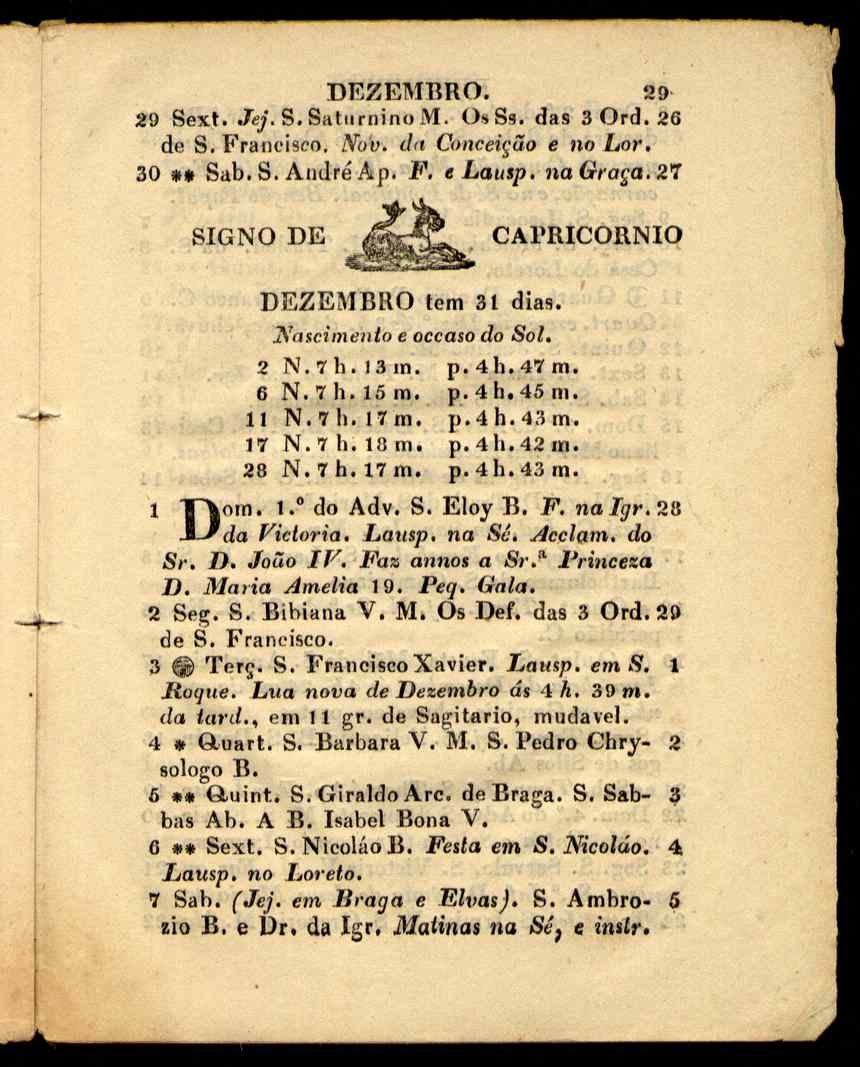 DEZEMBRO. 29
29 Sext. Jej. S. Saturnino M. Os Ss. das 3 Ord. 26
de S. Francisco. Nov. da Conceição e no Lor.
30 ** Sab. S. André Ap. F. e Lausp. na Graça. 27
SIGNO DE CAPRICORNIO
DEZEMBRO tem 31 dias.
Nascimento e occaso do Sol.
2 N. 7 h. 13 m. p. 4 h. 47 m.
6 N. 7 h. 15 m. p. 4 h. 45 m.
11 N. 7 h. 17 m. p. 4 h. 43 m.
17 N. 7 h. 18 m. p. 4 h. 42 m.
28 N. 7 h. 17 m. p. 4 h. 43 m.
1 Dom. 1.º do Adv. S. Eloy B. F. na Igr. 28
da Victoria. Lausp. na Sé. Acclam. do
Sr. D. João IV. Faz annos a Sr.ª Princeza
D. Maria Amelia 19. Peq. Gala.
2 Seg. S. Bibiana V. M. Os Def. das 3 Ord. 29
de S. Francisco.
3 Terç. S. Francisco Xavier. Lausp. em S. 1
Roque. Lua nova de Dezembro ás 4 h. 39 m.
da tard., em 11 gr. de Sagitario, mudavel.
4 * Quart. S. Barbara V. M. S. Pedro Chry- 2
sologo B.
5 ** Quint. S. Giraldo Arc. de Braga. S. Sab- 3
bas Ab. A B. Isabel Bona V.
6 ** Sext. S. Nicoláo B. Festa em S. Nicoláo. 4
Lausp. no Loreto.
7 Sab. (Jej. em Braga e Elvas). S. Ambro- 5
zio B. e Dr. da Igr. Matinas na Sé, e instr.